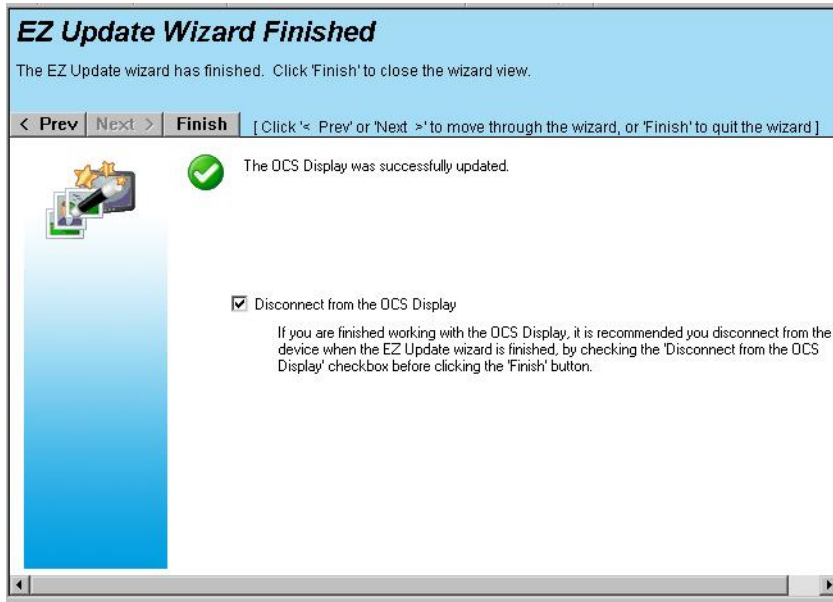 EZ Update Wizard Finished
The EZ Update wizard has finished. Click 'Finish' to close the wizard view.
< Prev Next > Finish [ Click '< Prev' or 'Next >' to move through the wizard, or 'Finish' to quit the wizard ]
The OCS Display was successfully updated.
Disconnect from the OCS Display
If you are finished working with the OCS Display, it is recommended you disconnect from the
device when the EZ Update wizard is finished, by checking the 'Disconnect from the OCS
Display' checkbox before clicking the 'Finish' button.